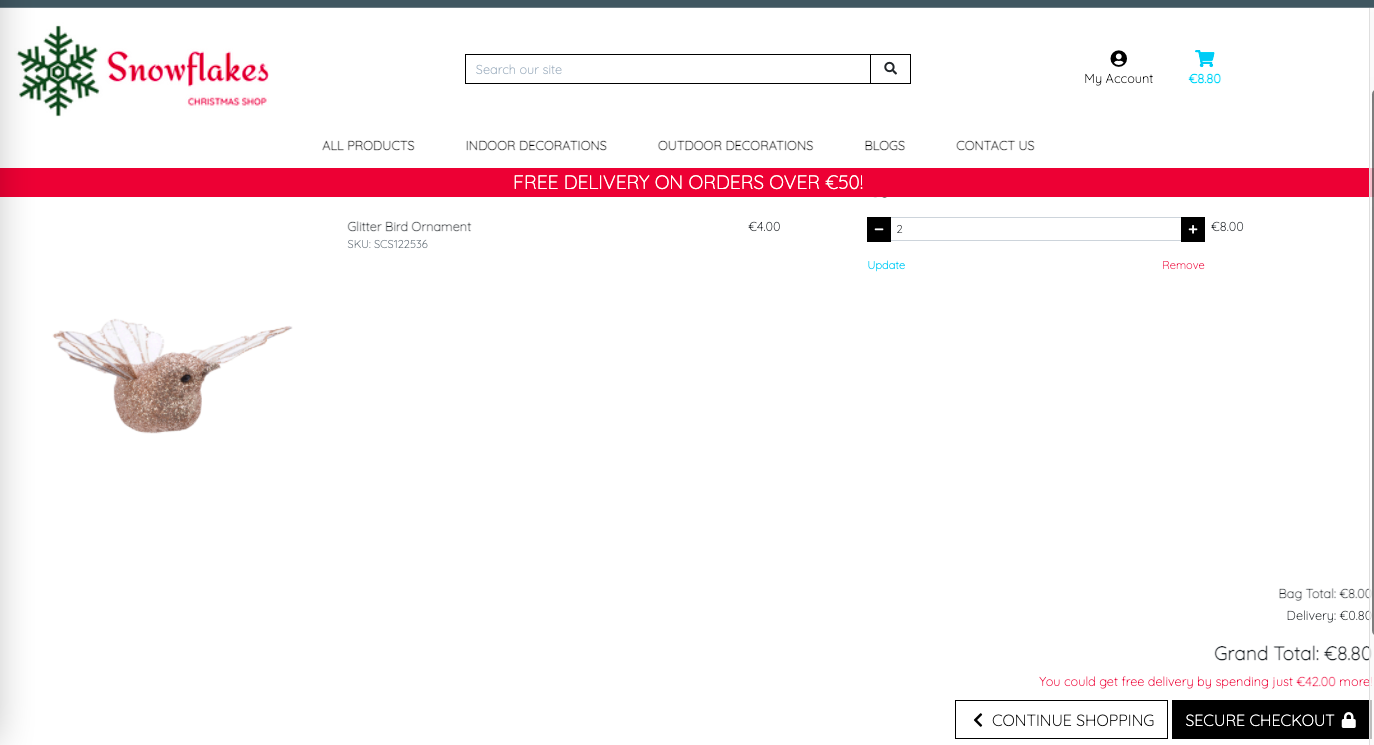 Snowflakes
CHRISTMAS SHOP
Search our site
My Account
€8.80
ALL PRODUCTS
INDOOR DECORATIONS
OUTDOOR DECORATIONS
BLOGS
CONTACT US
FREE DELIVERY ON ORDERS OVER €50!
Glitter Bird Ornament
SKU: SCS122536
€4.00
2
€8.00
Update
Remove
Bag Total: €8.00
Delivery: €0.80
Grand Total: €8.80
You could get free delivery by spending just €42.00 more
CONTINUE SHOPPING
SECURE CHECKOUT